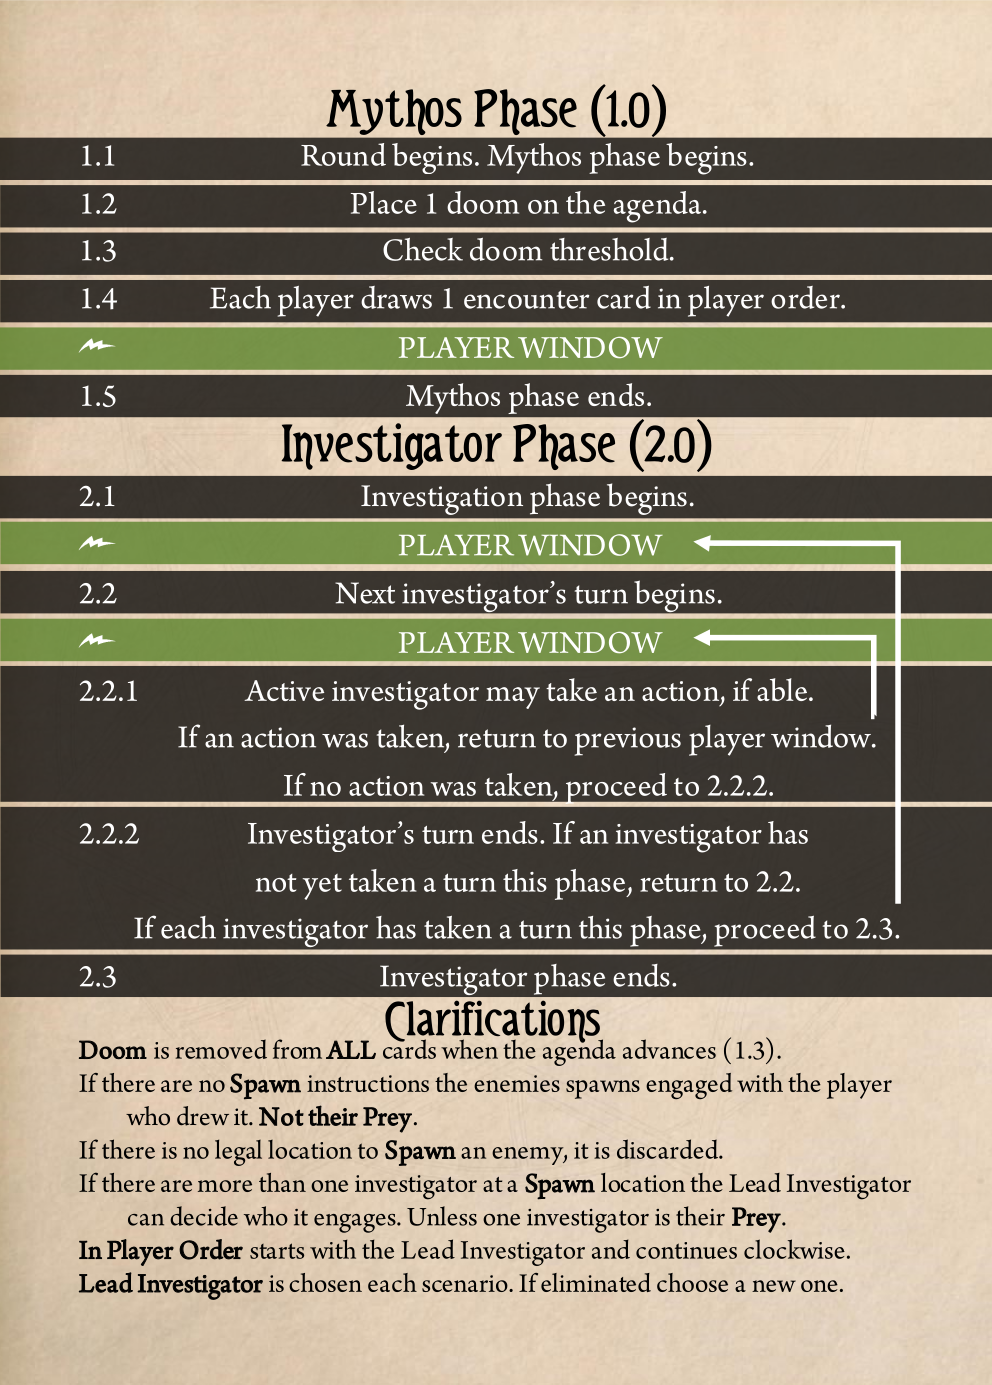 Mythos Phase (1.0)
1.1 Round begins. Mythos phase begins.
1.2 Place 1 doom on the agenda.
1.3 Check doom threshold.
1.4 Each player draws 1 encounter card in player order.
PLAYER WINDOW
1.5 Mythos phase ends.
Investigator Phase (2.0)
2.1 Investigation phase begins.
PLAYER WINDOW
2.2 Next investigator’s turn begins.
PLAYER WINDOW
2.2.1 Active investigator may take an action, if able.
If an action was taken, return to previous player window.
If no action was taken, proceed to 2.2.2.
2.2.2 Investigator’s turn ends. If an investigator has
not yet taken a turn this phase, return to 2.2.
If each investigator has taken a turn this phase, proceed to 2.3.
2.3 Investigator phase ends.
Clarifications
Doom is removed from ALL cards when the agenda advances (1.3).
If there are no Spawn instructions the enemies spawns engaged with the player
who drew it. Not their Prey.
If there is no legal location to Spawn an enemy, it is discarded.
If there are more than one investigator at a Spawn location the Lead Investigator
can decide who it engages. Unless one investigator is their Prey.
In Player Order starts with the Lead Investigator and continues clockwise.
Lead Investigator is chosen each scenario. If eliminated choose a new one.